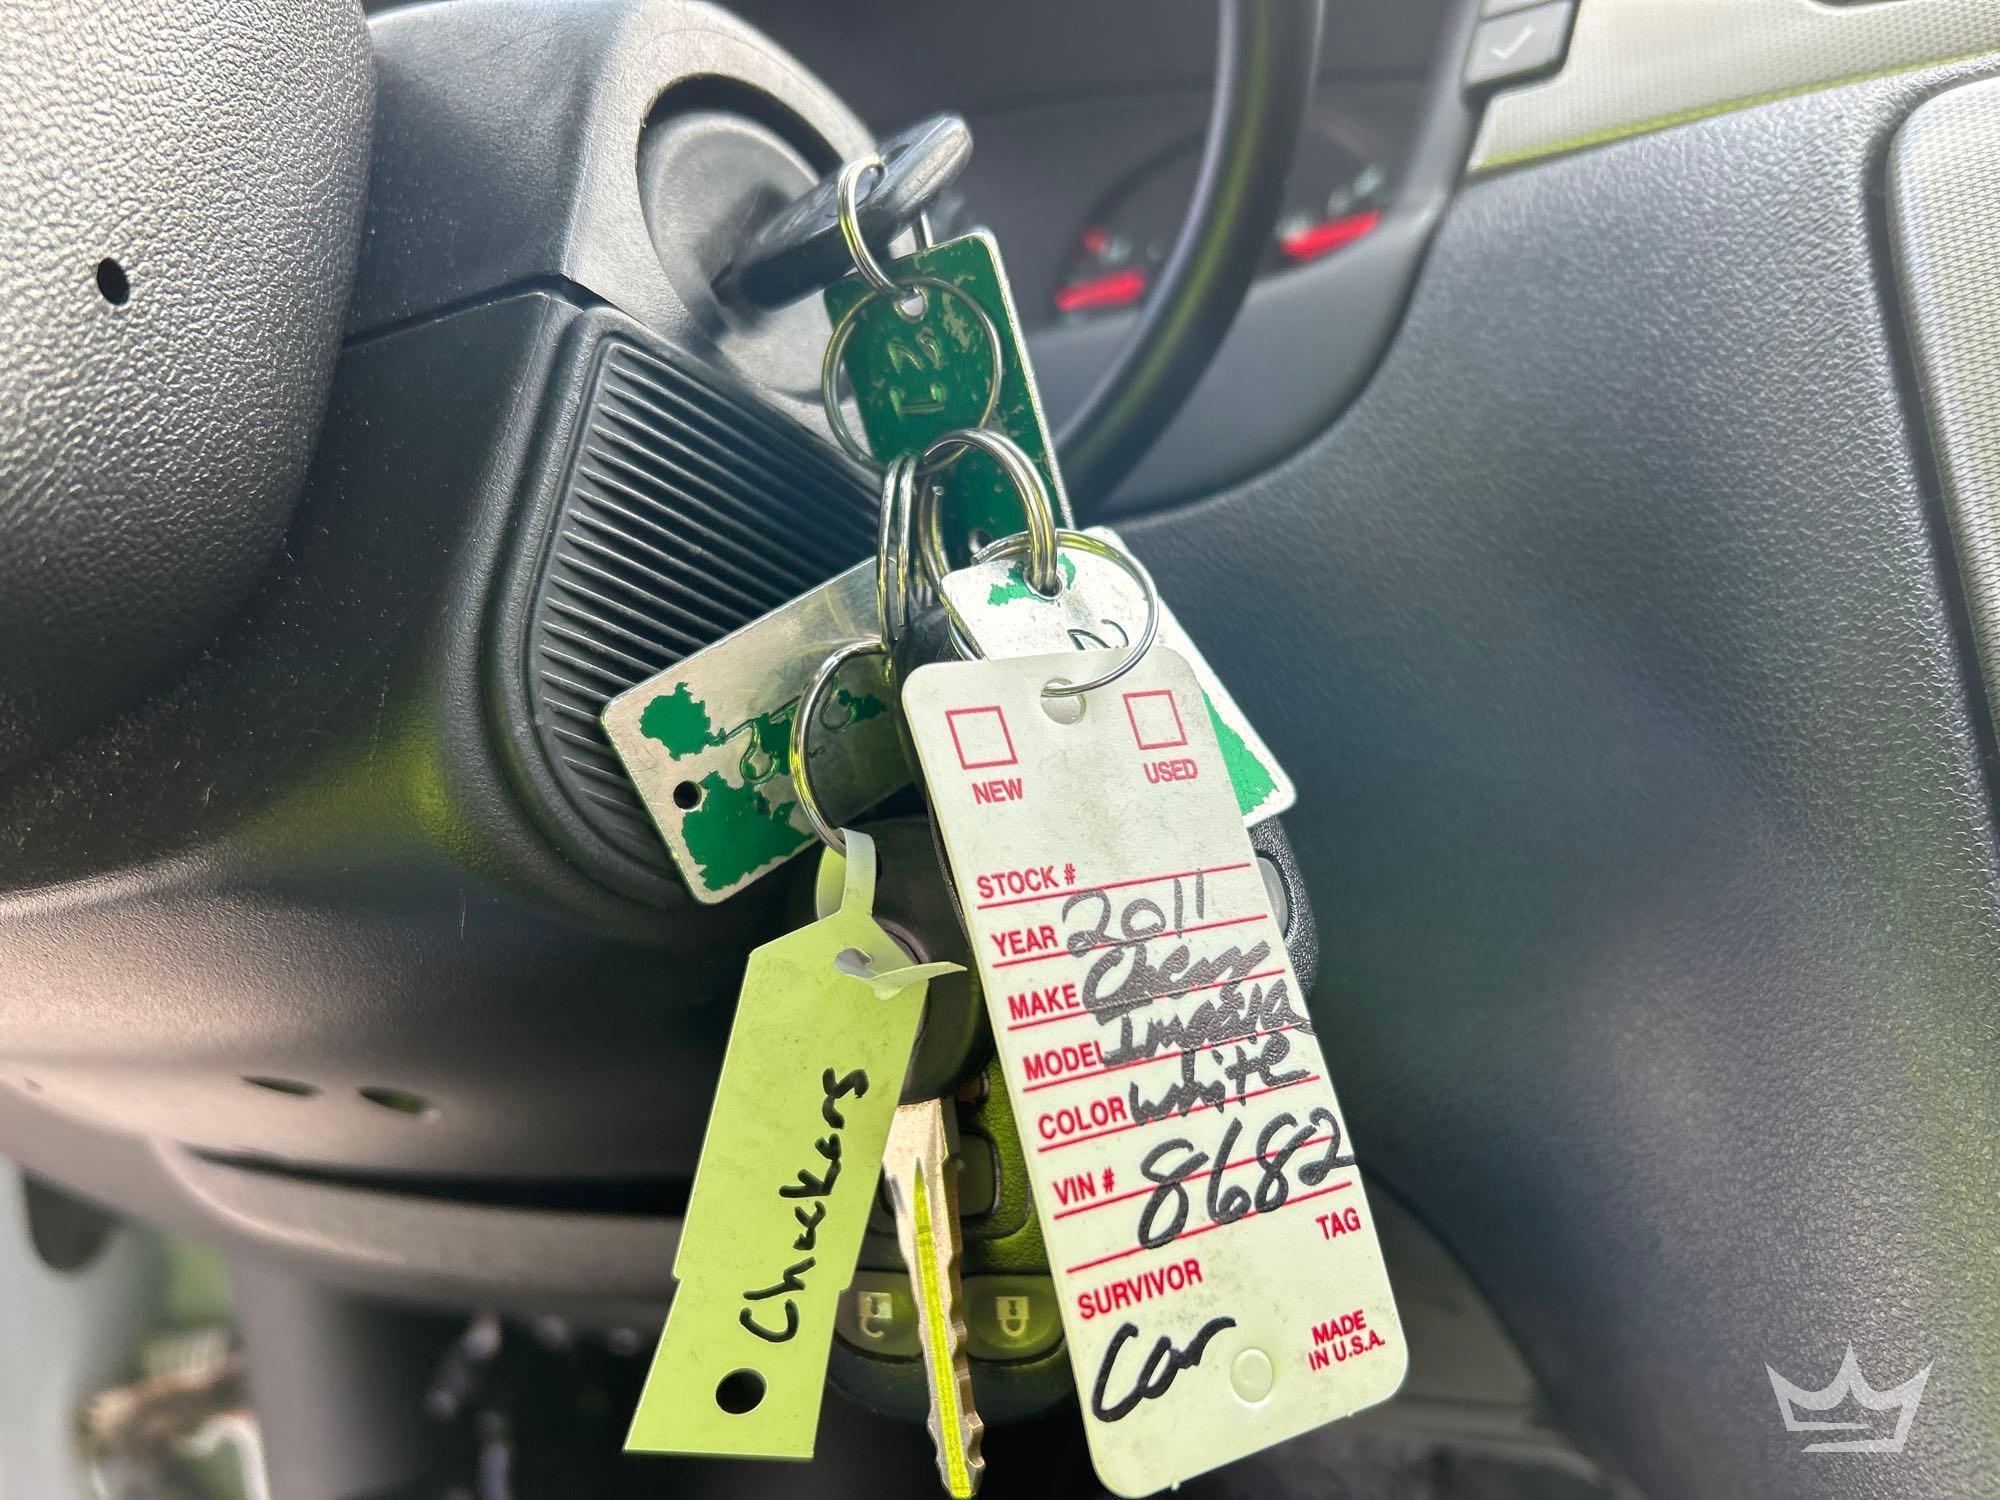 NEW
USED
STOCK #
YEAR 2011
MAKE Chevy
MODEL Impala
COLOR white
VIN # 8682
TAG
SURVIVOR
Car
MADE
IN U.S.A.
Checkers